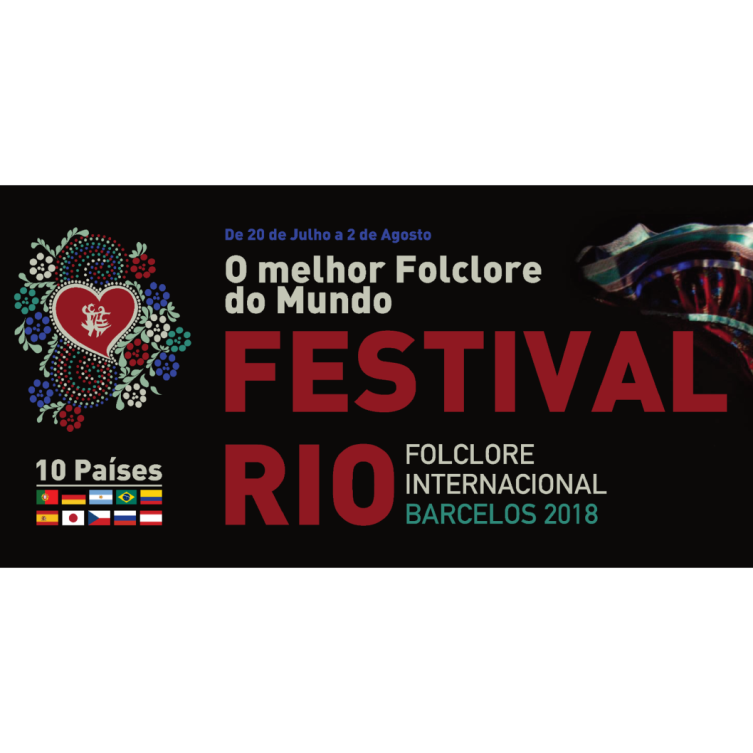 De 20 de Julho a 2 de Agosto
O melhor Folclore
do Mundo
FESTIVAL
RIO
FOLCLORE
INTERNACIONAL
BARCELOS 2018
10 Países